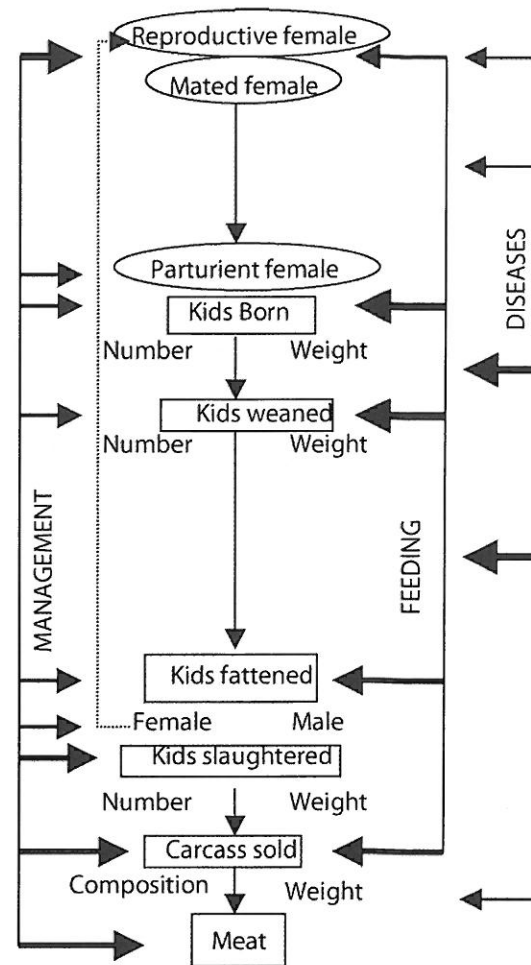 Reproductive female
Mated female
Parturient female
Kids Born
Number Weight
Kids weaned
Number Weight
Kids fattened
Female Male
Kids slaughtered
Number Weight
Carcass sold
Composition Weight
Meat
MANAGEMENT
FEEDING
DISEASES